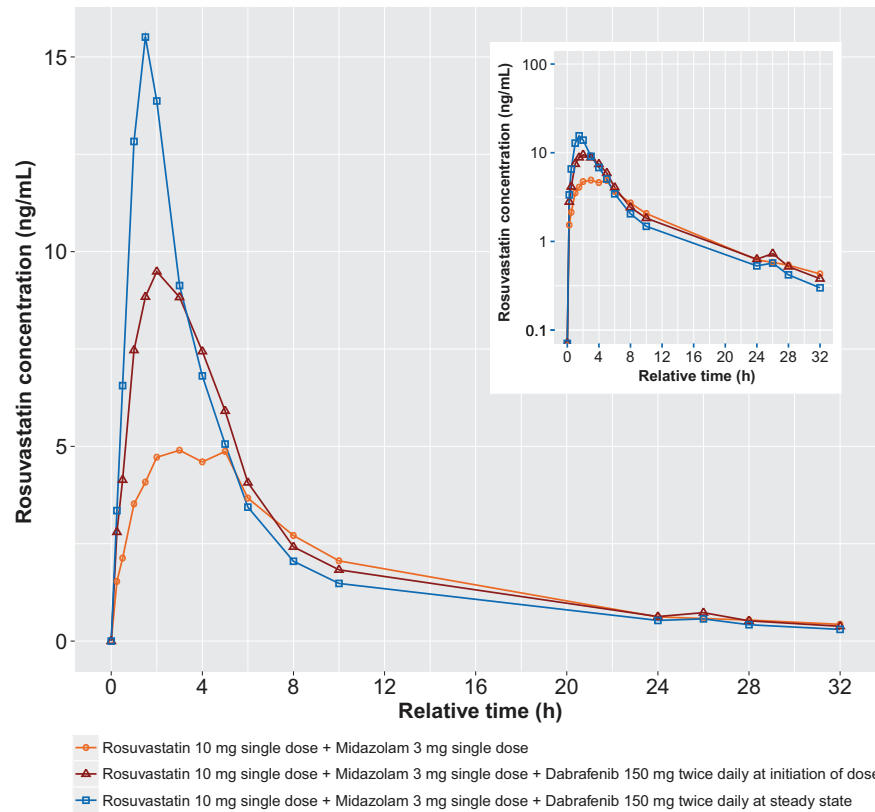 Rosuvastatin concentration (ng/mL)
15
10
5
0
0 4 8 12 16 20 24 28 32
Relative time (h)
Rosuvastatin concentration (ng/mL)
100
10
1
0.1
0 4 8 10 16 20 24 28 32
Relative time (h)
Rosuvastatin 10 mg single dose + Midazolam 3 mg single dose
Rosuvastatin 10 mg single dose + Midazolam 3 mg single dose + Dabrafenib 150 mg twice daily at initiation of dose
Rosuvastatin 10 mg single dose + Midazolam 3 mg single dose + Dabrafenib 150 mg twice daily at steady state